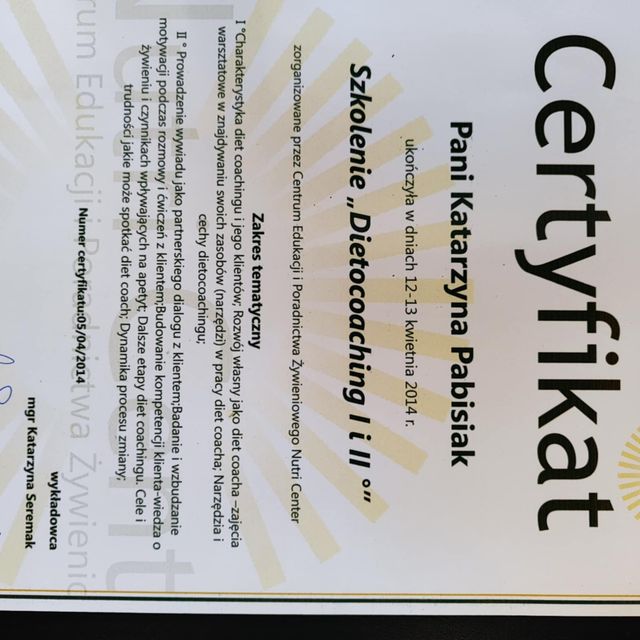 Certyfikat
Pani Katarzyna Pabisiak
ukończyła w dniach 12-13 kwietnia 2014 r.
Szkolenie „Dietocoaching I i II °”
zorganizowane przez Centrum Edukacji i Poradnictwa Żywieniowego Nutri Center
Zakres tematyczny
I °Charakterystyka diet coachingu i jego klientów; Rozwój własny jako diet coacha –zajęcia
warsztatowe w znajdywaniu swoich zasobów (narzędzi) w pracy diet coacha; Narzędzia i
cechy dietocoachingu;
II ° Prowadzenie wywiadu jako partnerskiego dialogu z klientem;Badanie i wzbudzanie
motywacji podczas rozmowy i ćwiczeń z klientem;Budowanie kompetencji klienta-wiedza o
żywieniu i czynnikach wpływających na apetyt; Dalsze etapy diet coachingu. Cele i
trudności jakie może spotkać diet coach; Dynamika procesu zmiany;
Numer certyfikatu:05/04/2014
rum Edukacji i Poradnictwa Żywienio
wykładowca
mgr Katarzyna Seremak